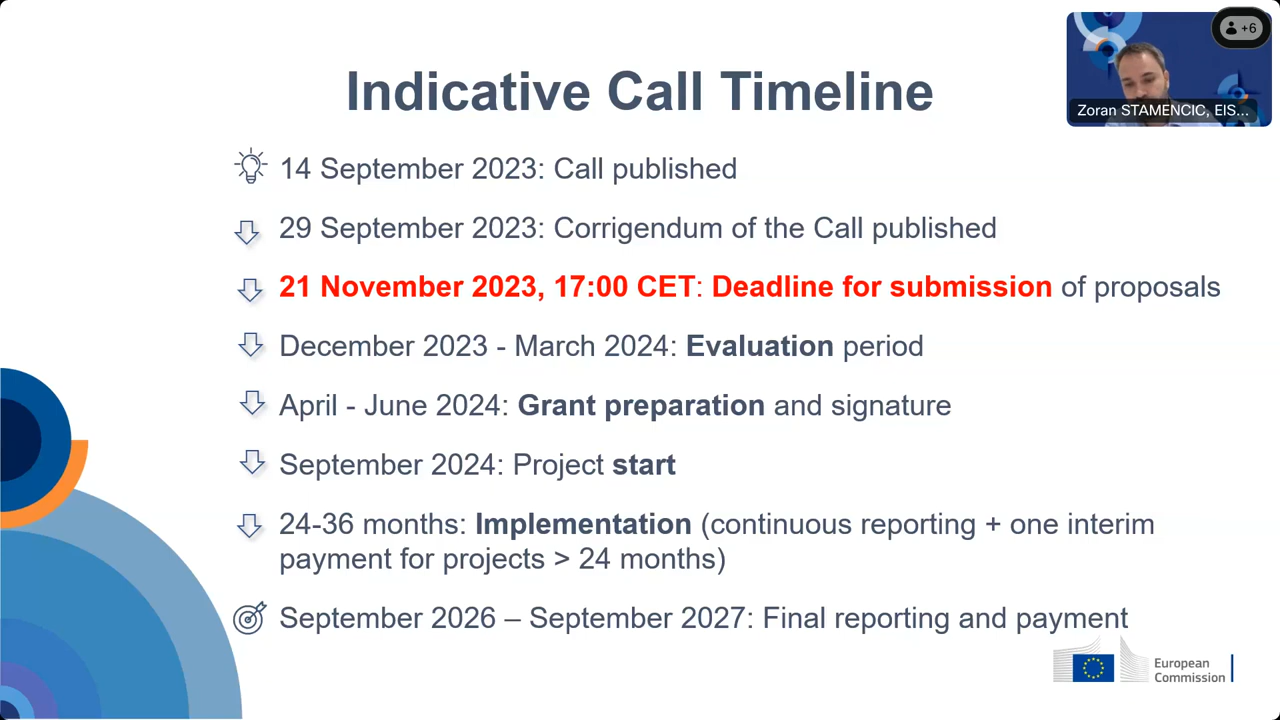 +6
Zoran STAMENCIC, EIS...
Indicative Call Timeline
14 September 2023: Call published
29 September 2023: Corrigendum of the Call published
21 November 2023, 17:00 CET: Deadline for submission of proposals
December 2023 - March 2024: Evaluation period
April - June 2024: Grant preparation and signature
September 2024: Project start
24-36 months: Implementation (continuous reporting + one interim
payment for projects > 24 months)
September 2026 – September 2027: Final reporting and payment
European
Commission